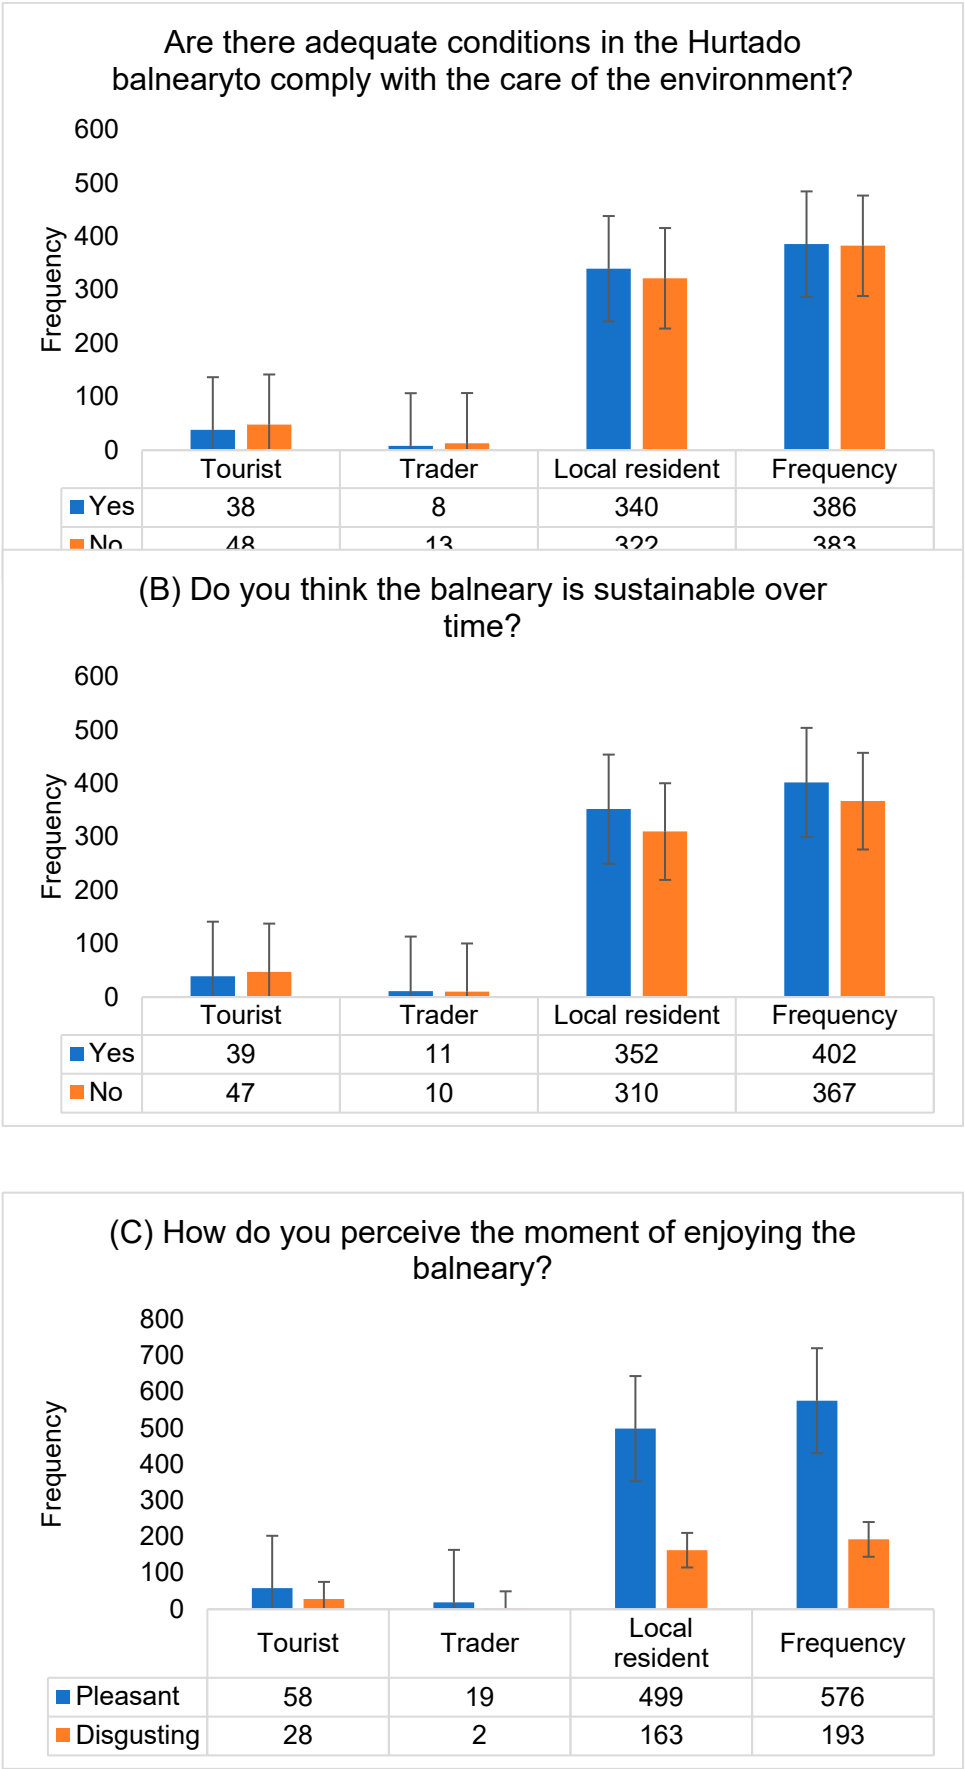 Are there adequate conditions in the Hurtado
balnearyto comply with the care of the environment?
600
500
400
300
200
100
0
Frequency
Tourist Trader Local resident Frequency
Yes 38 8 340 386
No 48 13 322 383
(B) Do you think the balneary is sustainable over
time?
600
500
400
300
200
100
0
Frequency
Tourist Trader Local resident Frequency
Yes 39 11 352 402
No 47 10 310 367
(C) How do you perceive the moment of enjoying the
balneary?
800
700
600
500
400
300
200
100
0
Frequency
Tourist Trader Local resident Frequency
Pleasant 58 19 499 576
Disgusting 28 2 163 193